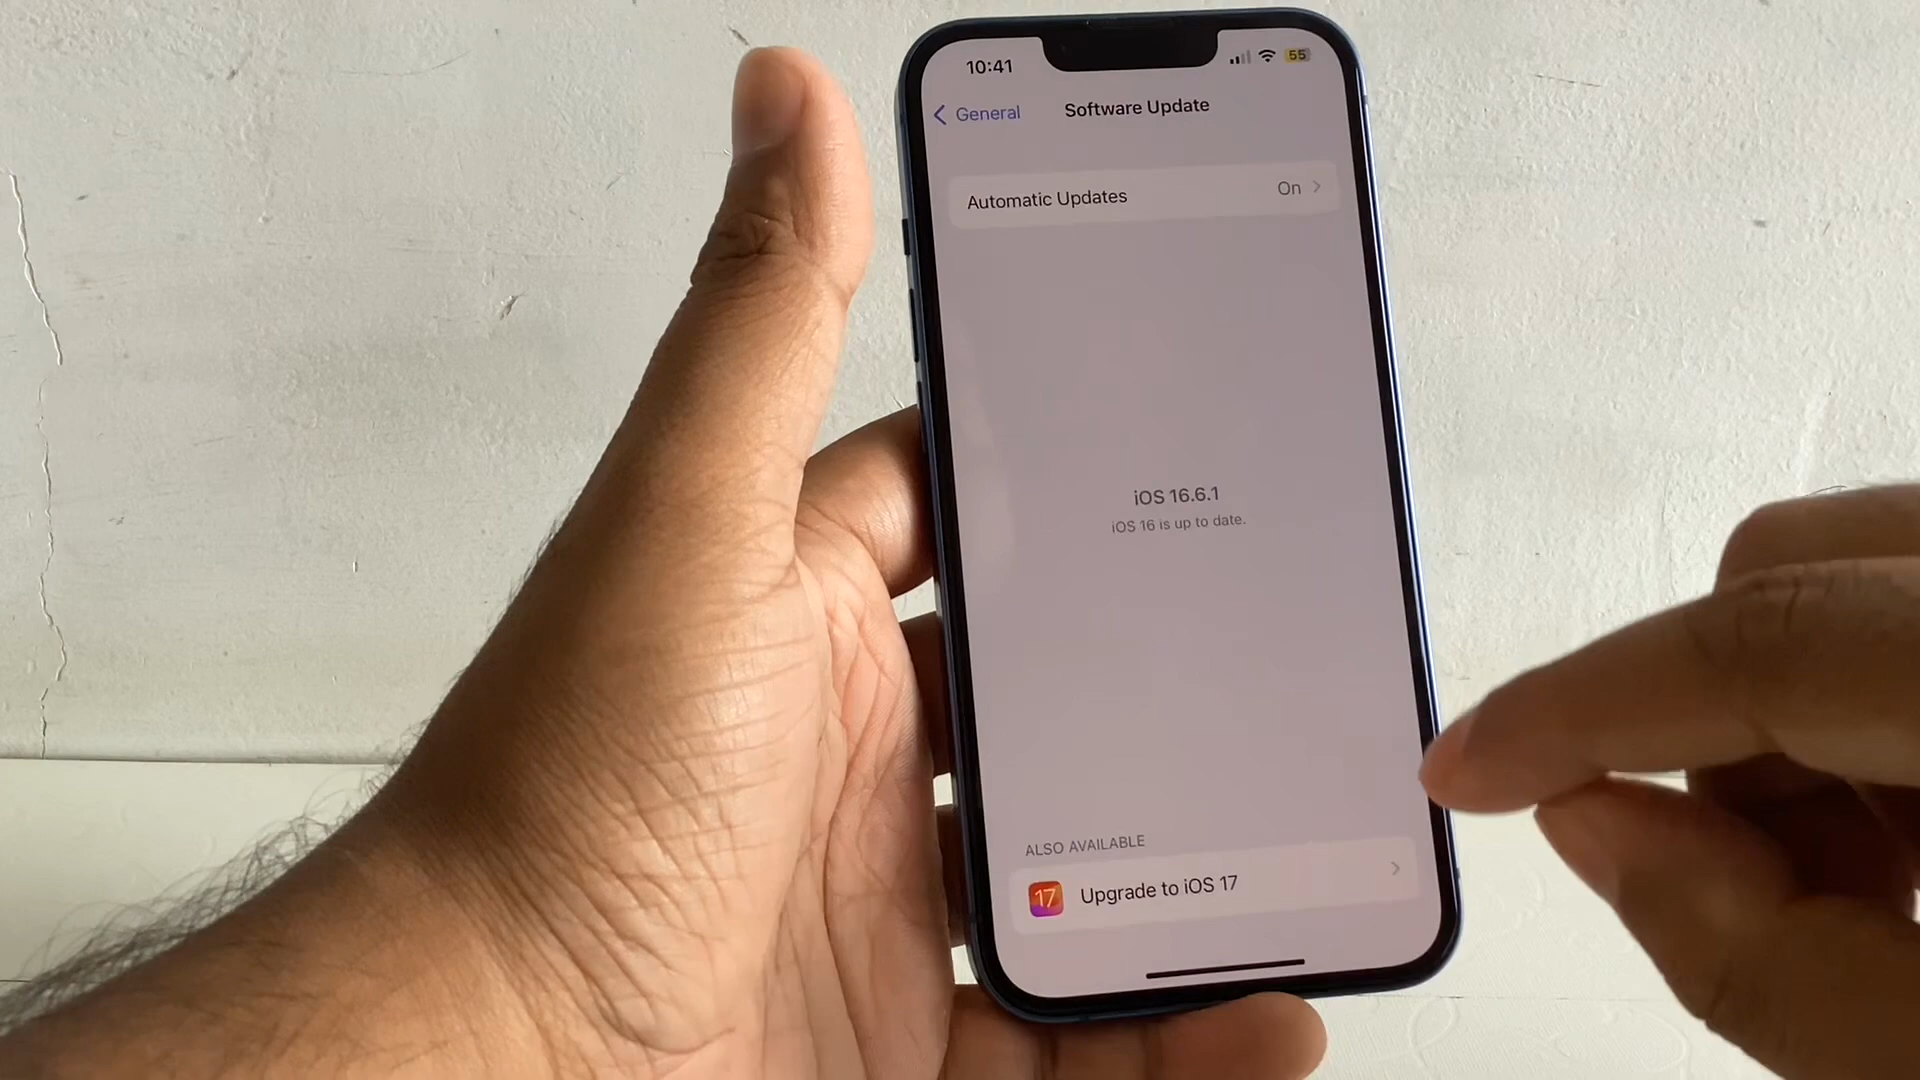 10:41
55
General
Software Update
Automatic Updates
On
iOS 16.6.1
iOS 16 is up to date.
ALSO AVAILABLE
17
Upgrade to iOS 17